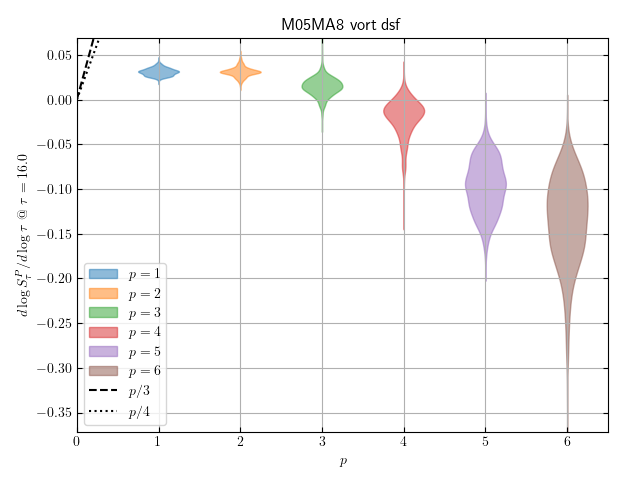 M05MA8 vort dsf
d log S_τ^P / d log τ @ τ = 16.0
0.05
0.00
−0.05
−0.10
−0.15
−0.20
−0.25
−0.30
−0.35
p = 1
p = 2
p = 3
p = 4
p = 5
p = 6
p/3
p/4
0 1 2 3 4 5 6
p